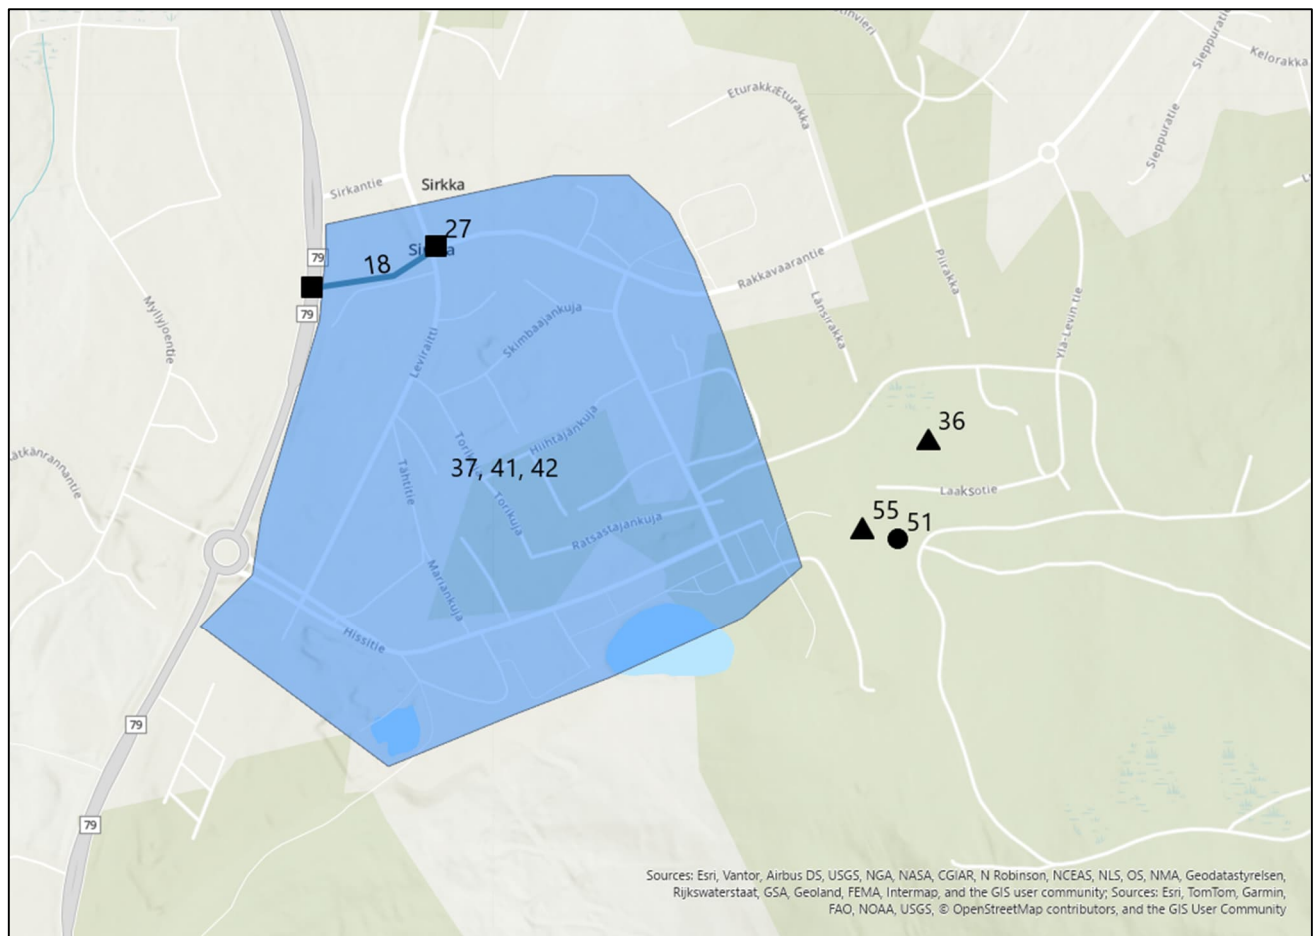 Sieppuratie
Kelorakka
EturakkaEturakka
Sirkantie
Sirkka
27
79
18
Sieppuratie
Rakkavaarantie
Piirakka
79
Länsirakka
Ylä-Levin tie
Myllyjoentie
Leviraitti
Skimbaajankuja
36
Hiihtäjänkuja
37, 41, 42
Tähtitie
Torikuja
Laaksotie
55
51
Ratsastajankuja
Mariankuja
Hissitie
79
79
Sources: Esri, Vantor, Airbus DS, USGS, NGA, NASA, CGIAR, N Robinson, NCEAS, NLS, OS, NMA, Geodatastyrelsen,
Rijkswaterstaat, GSA, Geoland, FEMA, Intermap, and the GIS user community; Sources: Esri, TomTom, Garmin,
FAO, NOAA, USGS, © OpenStreetMap contributors, and the GIS User Community